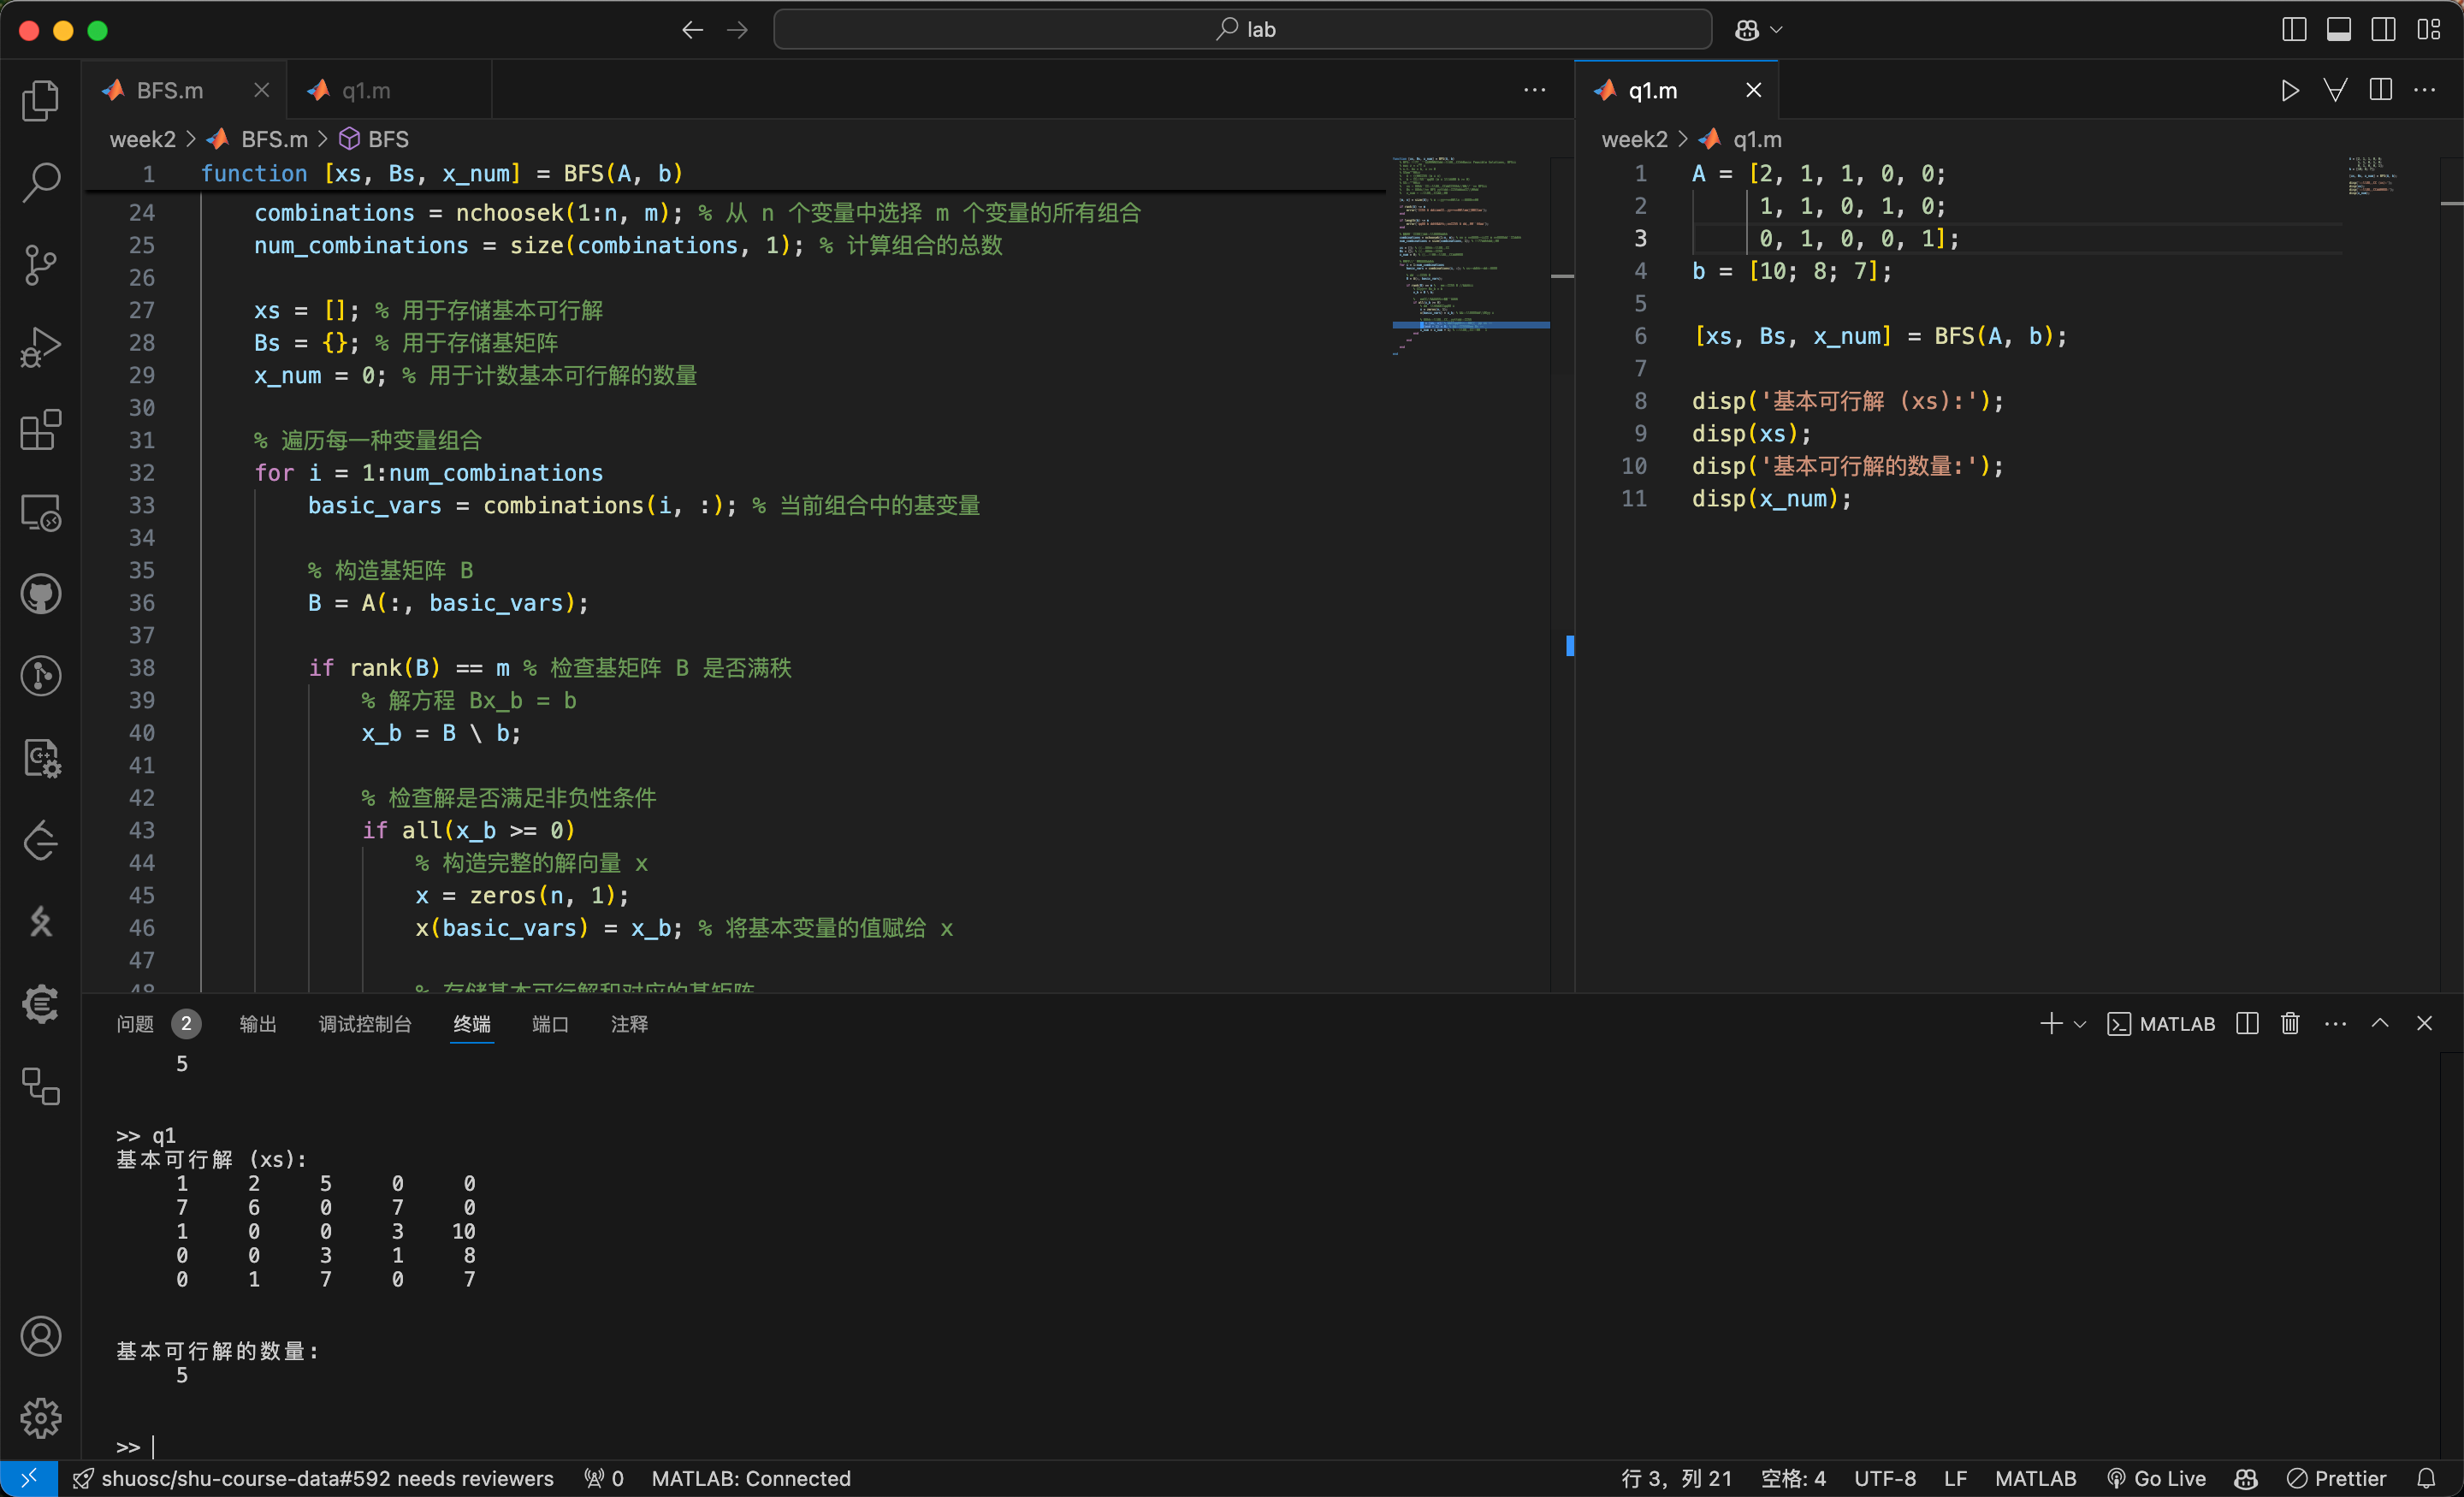 lab
BFS.m
q1.m
week2 > BFS.m > BFS
1 function [xs, Bs, x_num] = BFS(A, b)
24 combinations = nchoosek(1:n, m); % 从 n 个变量中选择 m 个变量的所有组合
25 num_combinations = size(combinations, 1); % 计算组合的总数
26
27 xs = []; % 用于存储基本可行解
28 Bs = {}; % 用于存储基矩阵
29 x_num = 0; % 用于计数基本可行解的数量
30
31 % 遍历每一种变量组合
32 for i = 1:num_combinations
33 basic_vars = combinations(i, :); % 当前组合中的基变量
34
35 % 构造基矩阵 B
36 B = A(:, basic_vars);
37
38 if rank(B) == m % 检查基矩阵 B 是否满秩
39 % 解方程 Bx_b = b
40 x_b = B \ b;
41
42 % 检查解是否满足非负性条件
43 if all(x_b >= 0)
44 % 构造完整的解向量 x
45 x = zeros(n, 1);
46 x(basic_vars) = x_b; % 将基本变量的值赋给 x
47
48 % 存储基本可行解和对应的基矩阵
q1.m
week2 > q1.m
1 A = [2, 1, 1, 0, 0;
2 1, 1, 0, 1, 0;
3 0, 1, 0, 0, 1];
4 b = [10; 8; 7];
5
6 [xs, Bs, x_num] = BFS(A, b);
7
8 disp('基本可行解 (xs):');
9 disp(xs);
10 disp('基本可行解的数量:');
11 disp(x_num);
问题 2 输出 调试控制台 终端 端口 注释
MATLAB
5
>> q1
基本可行解 (xs):
1 2 5 0 0
7 6 0 7 0
1 0 0 3 10
0 0 3 1 8
0 1 7 0 7
基本可行解的数量:
5
>>
shuosc/shu-course-data#592 needs reviewers 0 MATLAB: Connected
行 3, 列 21 空格: 4 UTF-8 LF MATLAB Go Live Prettier